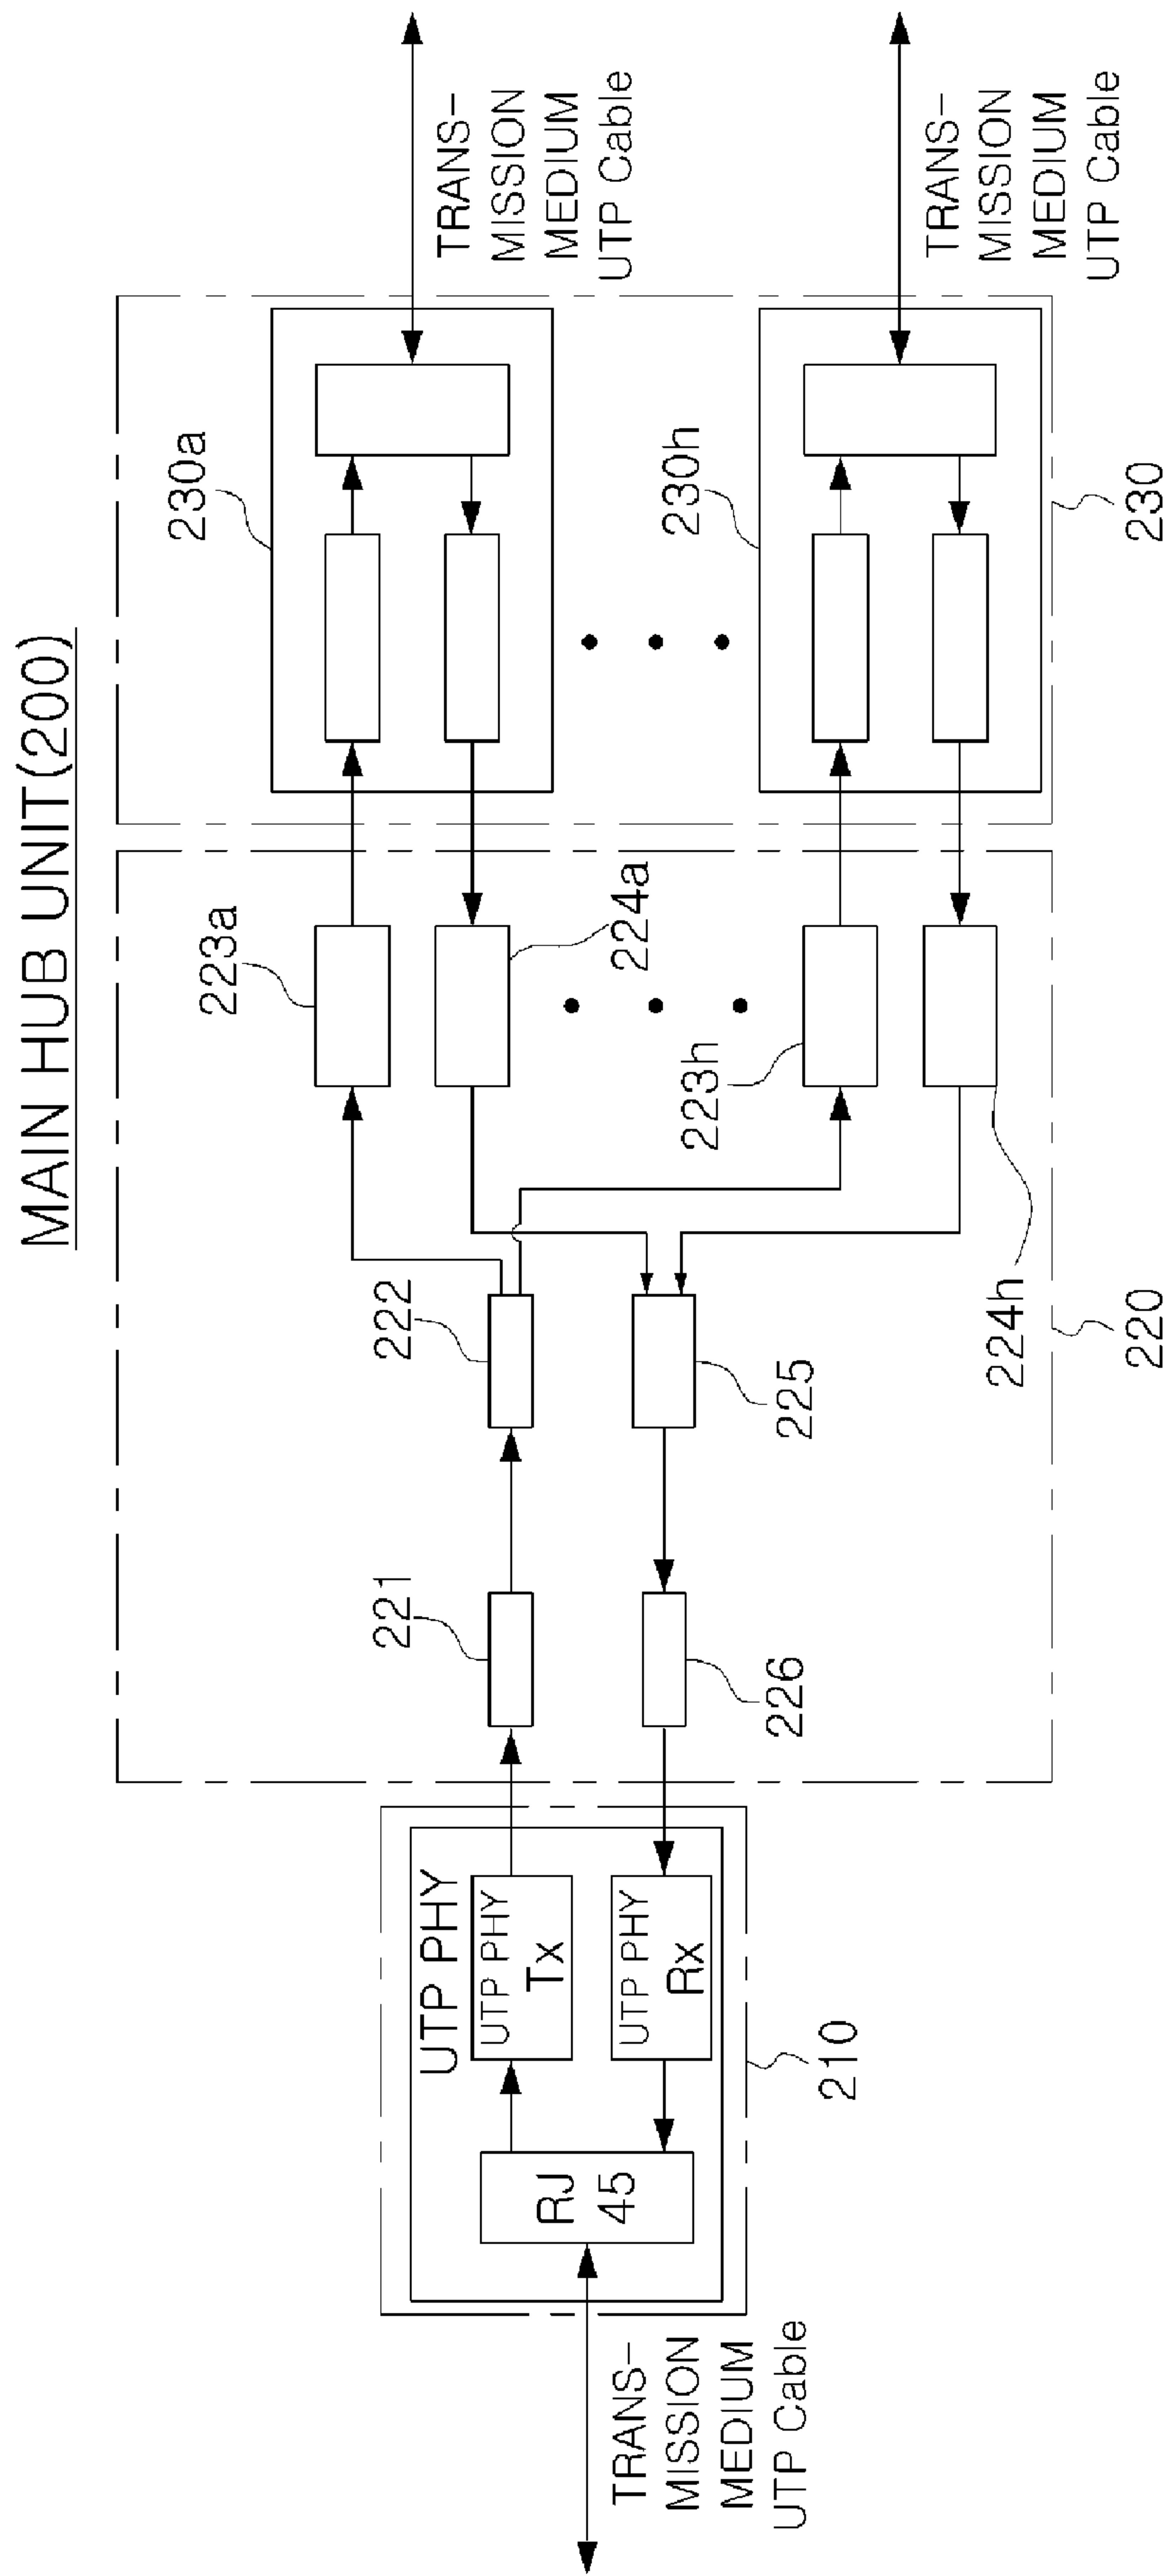 MAIN HUB UNIT(200)
TRANS-
MISSION
MEDIUM
UTP Cable
RJ
45
UTP PHY
UTP PHY
Tx
UTP PHY
Rx
210
221
222
223a
224a
223h
224h
225
226
220
230a
230h
230
TRANS-
MISSION
MEDIUM
UTP Cable
TRANS-
MISSION
MEDIUM
UTP Cable